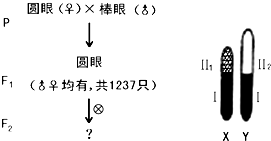 P 圆眼(♀)×棒眼(♂)
圆眼
F₁ (♂♀均有,共1237只)
⊗
F₂ ?
II₁ II₂
I I
X Y